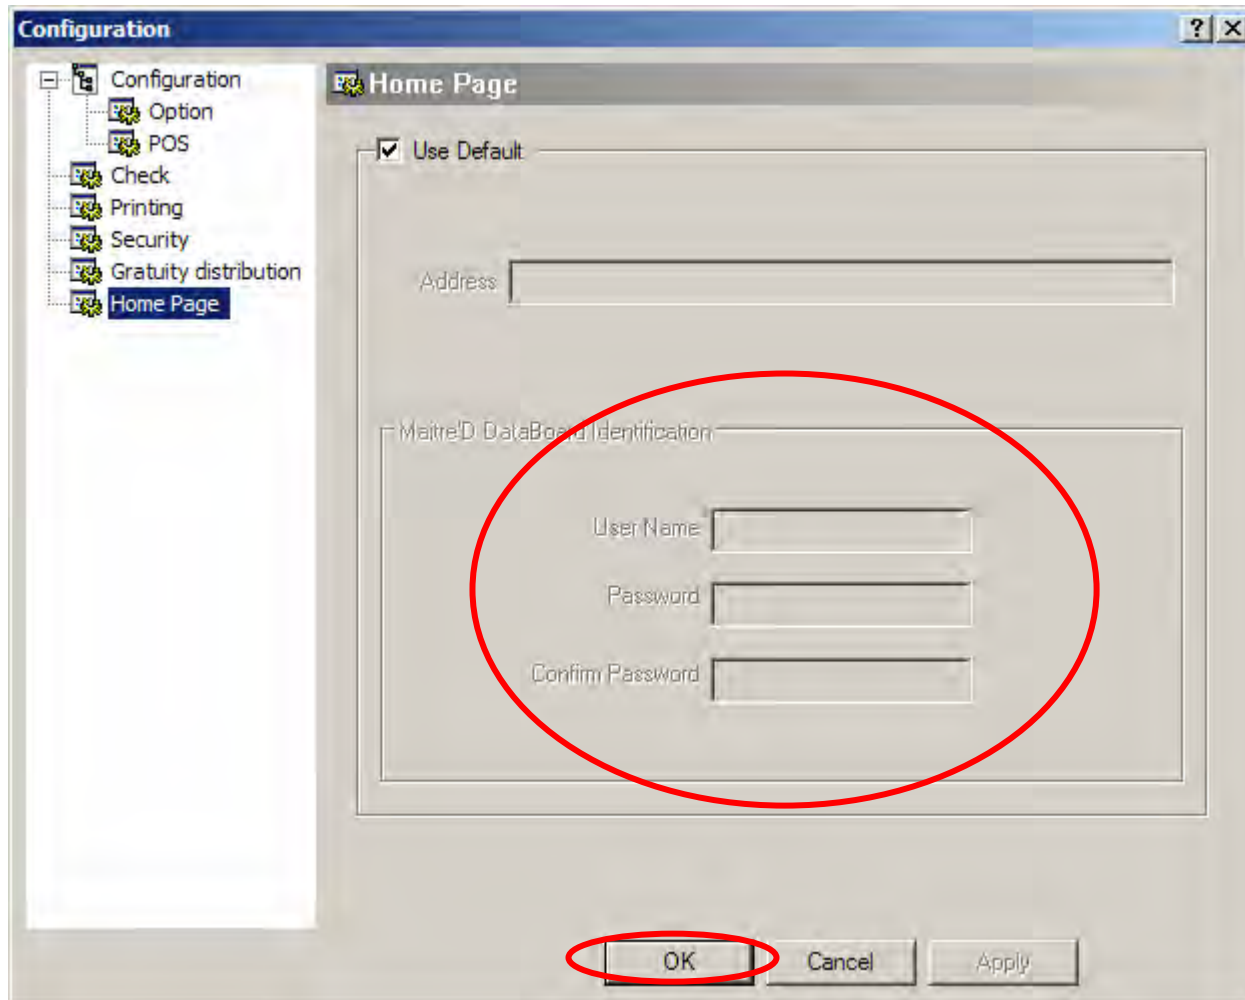 Configuration
Configuration
Option
POS
Check
Printing
Security
Gratuity distribution
Home Page
Home Page
Use Default
Address
Maitre'D DataBoard Identification
User Name
Password
Confirm Password
OK
Cancel
Apply